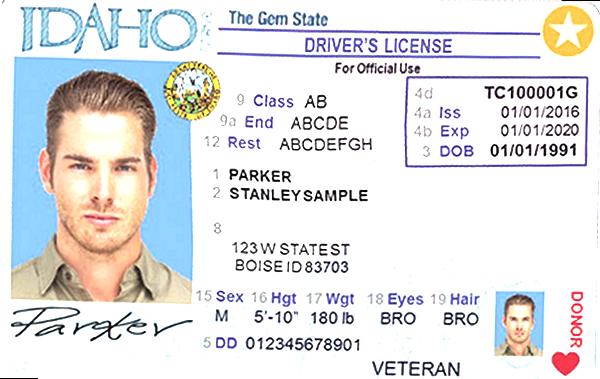 IDAHO
The Gem State
DRIVER'S LICENSE
For Official Use
4d TC100001G
4a Iss 01/01/2016
4b Exp 01/01/2020
3 DOB 01/01/1991
9 Class AB
9a End ABCDE
12 Rest ABCDEFGH
1 PARKER
2 STANLEYSAMPLE
8
123 W STATE ST
BOISE ID 83703
15 Sex 16 Hgt 17 Wgt 18 Eyes 19 Hair
M 5'-10" 180 lb BRO BRO
5 DD 012345678901
VETERAN
DONOR
Parker